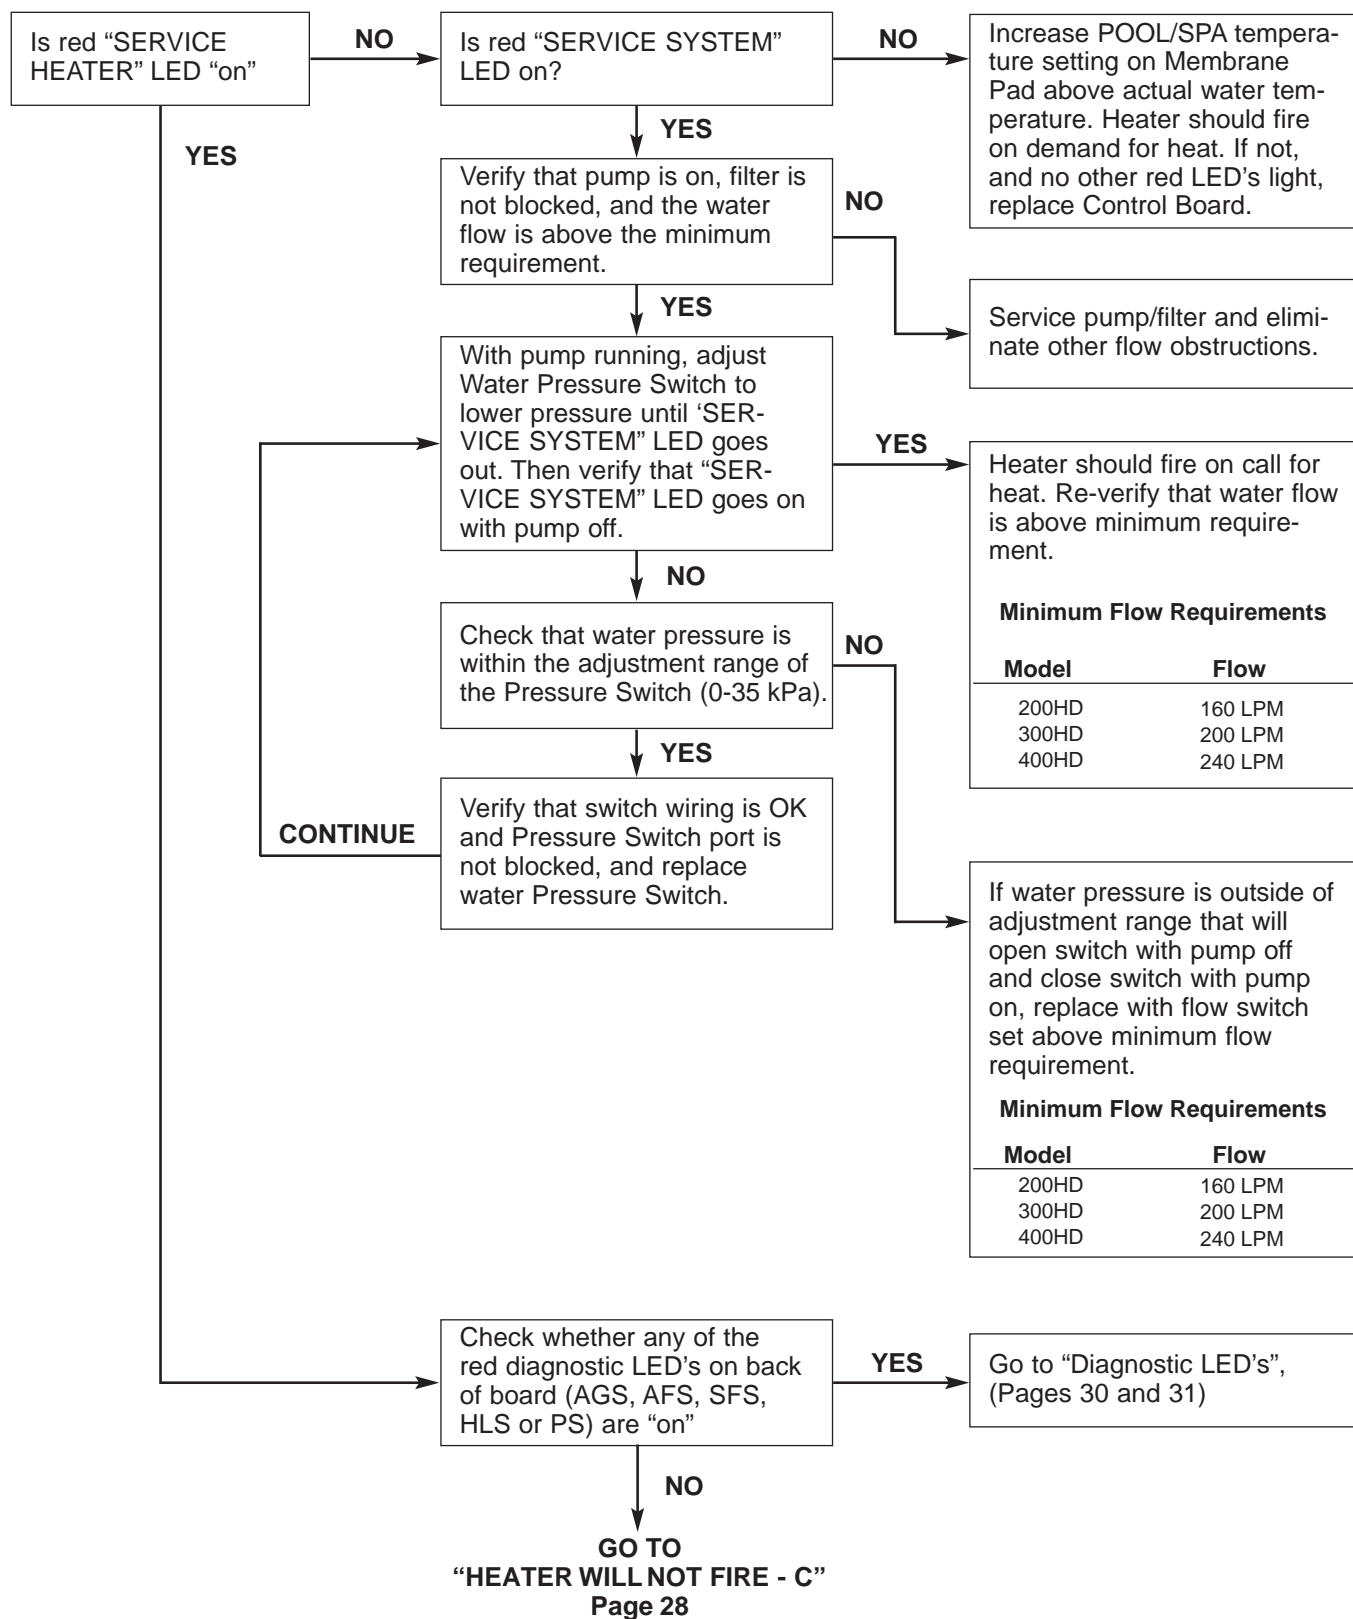 Is red “SERVICE
HEATER” LED “on”
NO
Is red “SERVICE SYSTEM”
LED on?
NO
Increase POOL/SPA tempera-
ture setting on Membrane
Pad above actual water tem-
perature. Heater should fire
on demand for heat. If not,
and no other red LED’s light,
replace Control Board.
YES
YES
Verify that pump is on, filter is
not blocked, and the water
flow is above the minimum
requirement.
NO
Service pump/filter and elimi-
nate other flow obstructions.
YES
With pump running, adjust
Water Pressure Switch to
lower pressure until ‘SER-
VICE SYSTEM” LED goes
out. Then verify that “SER-
VICE SYSTEM” LED goes on
with pump off.
YES
Heater should fire on call for
heat. Re-verify that water flow
is above minimum require-
ment.
Minimum Flow Requirements
Model Flow
200HD 160 LPM
300HD 200 LPM
400HD 240 LPM
NO
Check that water pressure is
within the adjustment range of
the Pressure Switch (0-35 kPa).
NO
YES
Verify that switch wiring is OK
and Pressure Switch port is
not blocked, and replace
water Pressure Switch.
CONTINUE
If water pressure is outside of
adjustment range that will
open switch with pump off
and close switch with pump
on, replace with flow switch
set above minimum flow
requirement.
Minimum Flow Requirements
Model Flow
200HD 160 LPM
300HD 200 LPM
400HD 240 LPM
Check whether any of the
red diagnostic LED’s on back
of board (AGS, AFS, SFS,
HLS or PS) are “on”
YES
Go to “Diagnostic LED’s”,
(Pages 30 and 31)
NO
GO TO
“HEATER WILL NOT FIRE - C”
Page 28